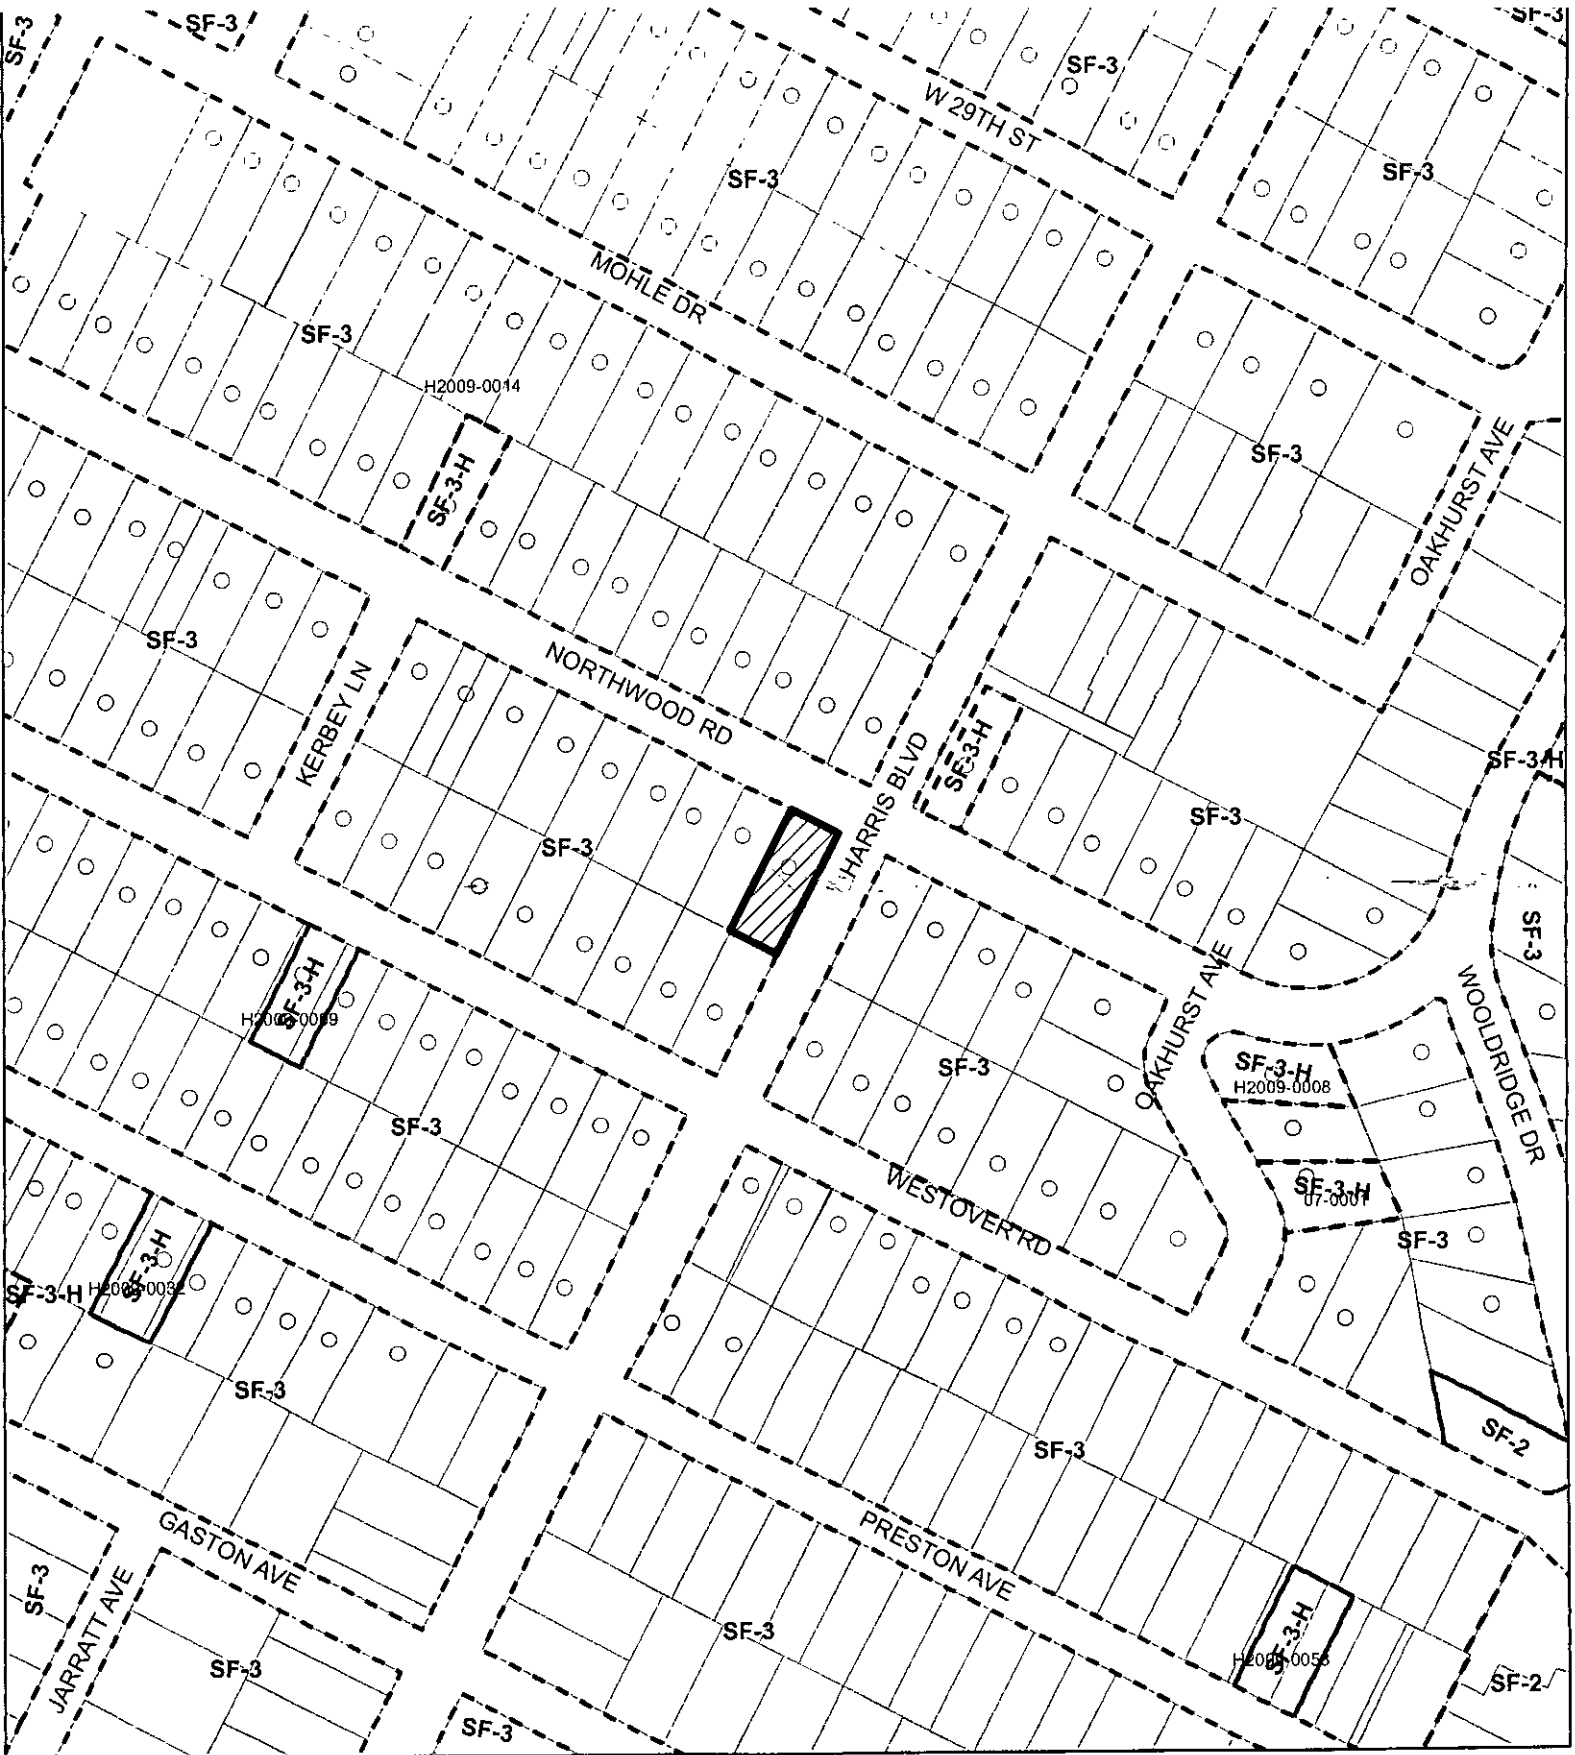 SF-3
SF-3
SF-3
SF-3
W 29TH ST
SF-3
SF-3
MOHLE DR
SF-3
H2009-0014
SF-3-H
SF-3
OAKHURST AVE
SF-3
NORTHWOOD RD
KERBEY LN
HARRIS BLVD
SF-3-H
SF-3-H
SF-3
SF-3
SF-3
WOOLDRIDGE DR
SF-3-H
OAKHURST AVE
SF-3
SF-3-H
H2009-0008
SF-3
SF-3-H
07-0001
WESTOVER RD
SF-3
SF-3-H
SF-3-H
SF-3
SF-2
SF-3
GASTON AVE
PRESTON AVE
SF-3
JARRATT AVE
SF-3
SF-3
SF-3-H
SF-2
SF-3